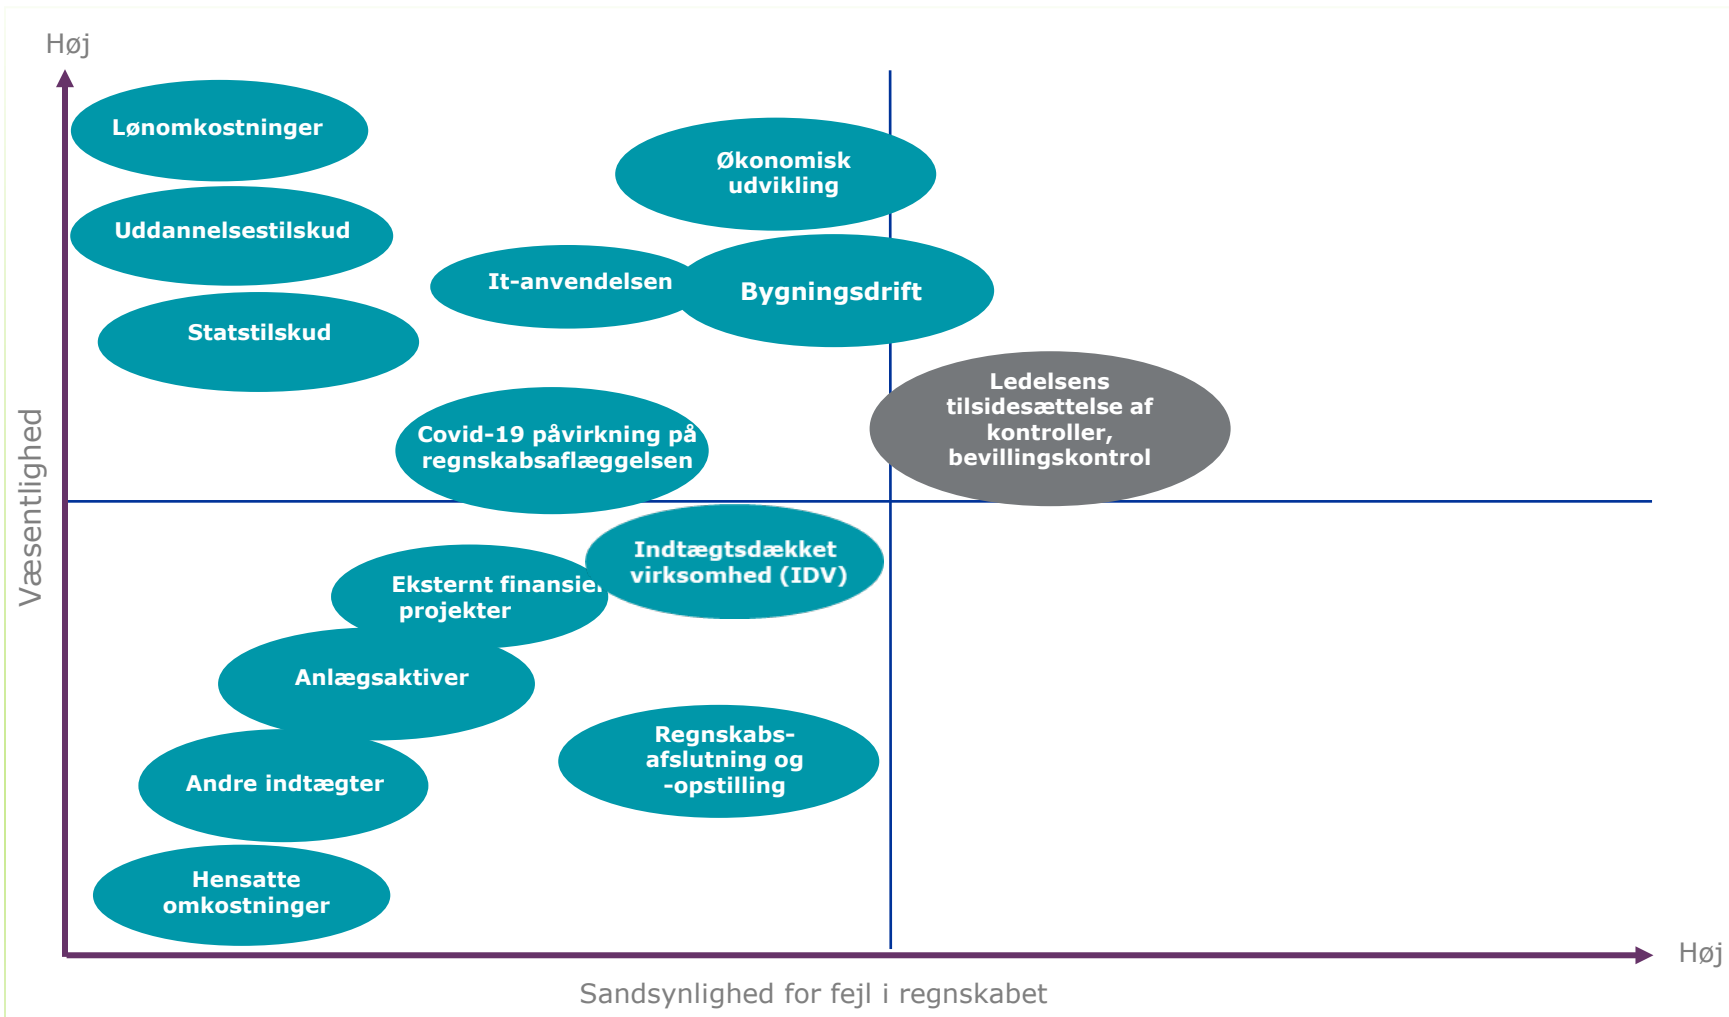 Høj
Lønomkostninger
Økonomisk
udvikling
Uddannelsestilskud
It-anvendelsen
Bygningsdrift
Statstilskud
Ledelsens
tilsidesættelse af
kontroller,
bevillingskontrol
Covid-19 påvirkning på
regnskabsaflæggelsen
Væsentlighed
Indtægtsdækket
virksomhed (IDV)
Eksternt finansier
projekter
Anlægsaktiver
Regnskabs-
afslutning og
-opstilling
Andre indtægter
Hensatte
omkostninger
Høj
Sandsynlighed for fejl i regnskabet